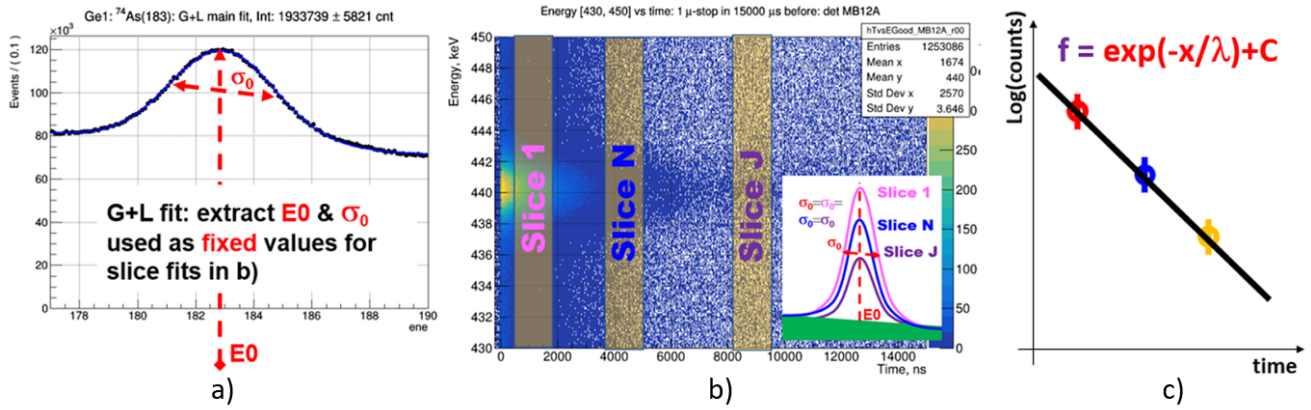 Ge1: ⁷⁴As(183): G+L main fit, Int: 1933739 ± 5821 cnt
×10³
Events / ( 0.1 )
120
100
80
60
40
20
0
σ₀
G+L fit: extract E0 & σ₀
used as fixed values for
slice fits in b)
178 180 182 184 186 188 190
ene
E0
a)
Energy [430, 450] vs time: 1 μ-stop in 15000 μs before: det MB12A
Energy, keV
450
448
446
444
442
440
438
436
434
432
430
hTvsEGood_MB12A_r00
Entries 1253086
Mean x 1674
Mean y 440
Std Dev x 2570
Std Dev y 3.646
Slice 1
Slice N
Slice J
200
150
100
50
0
σ₀=σ₀=
σ₀=σ₀
Slice 1
Slice N
σ₀
Slice J
E0
0 2000 4000 6000 8000 10000 12000 14000
Time, ns
b)
f = exp(-x/λ)+C
Log(counts)
time
c)